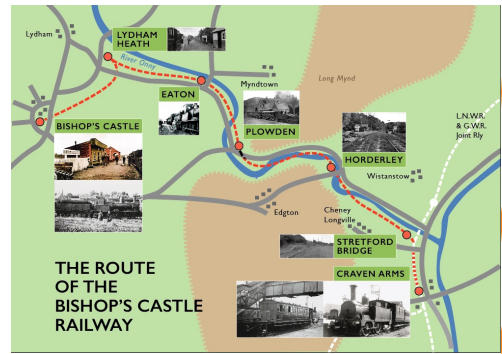 Lydham
LYDHAM
HEATH
River Onny
EATON
Myndtown
Long Mynd
PLOWDEN
BISHOP'S CASTLE
HORDERLEY
L.N.W.R.
& G.W.R.
Joint Rly
Wistanstow
Edgton
Cheney
Longville
STRETFORD
BRIDGE
CRAVEN ARMS
THE ROUTE
OF THE
BISHOP'S CASTLE
RAILWAY